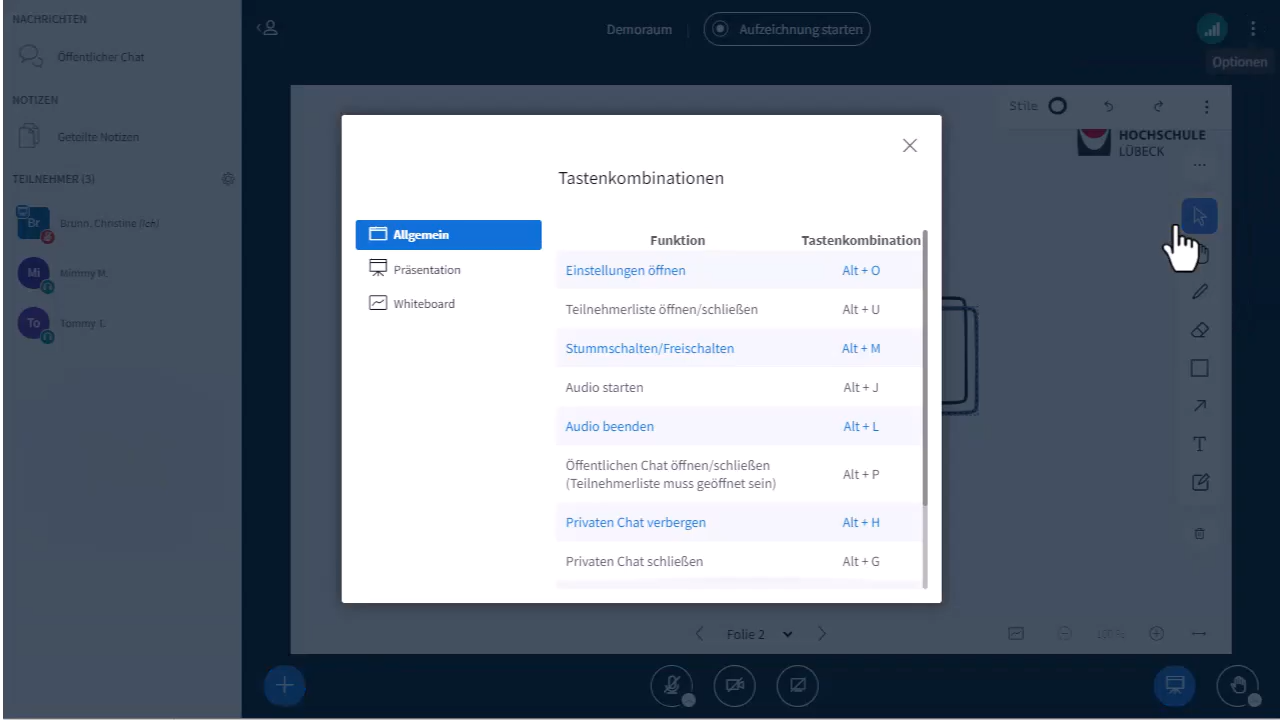 NACHRICHTEN
Öffentlicher Chat
NOTIZEN
Geteilte Notizen
TEILNEHMER (3)
Br
Brunn, Christine (Ich)
Mi
Mimmy M.
To
Tommy T.
Demoraum
Aufzeichnung starten
Optionen
Stile
HOCHSCHULE
LÜBECK
Tastenkombinationen
Allgemein
Präsentation
Whiteboard
Funktion Tastenkombination
Einstellungen öffnen Alt + O
Teilnehmerliste öffnen/schließen Alt + U
Stummschalten/Freischalten Alt + M
Audio starten Alt + J
Audio beenden Alt + L
Öffentlichen Chat öffnen/schließen
(Teilnehmerliste muss geöffnet sein) Alt + P
Privaten Chat verbergen Alt + H
Privaten Chat schließen Alt + G
T
Folie 2
100%